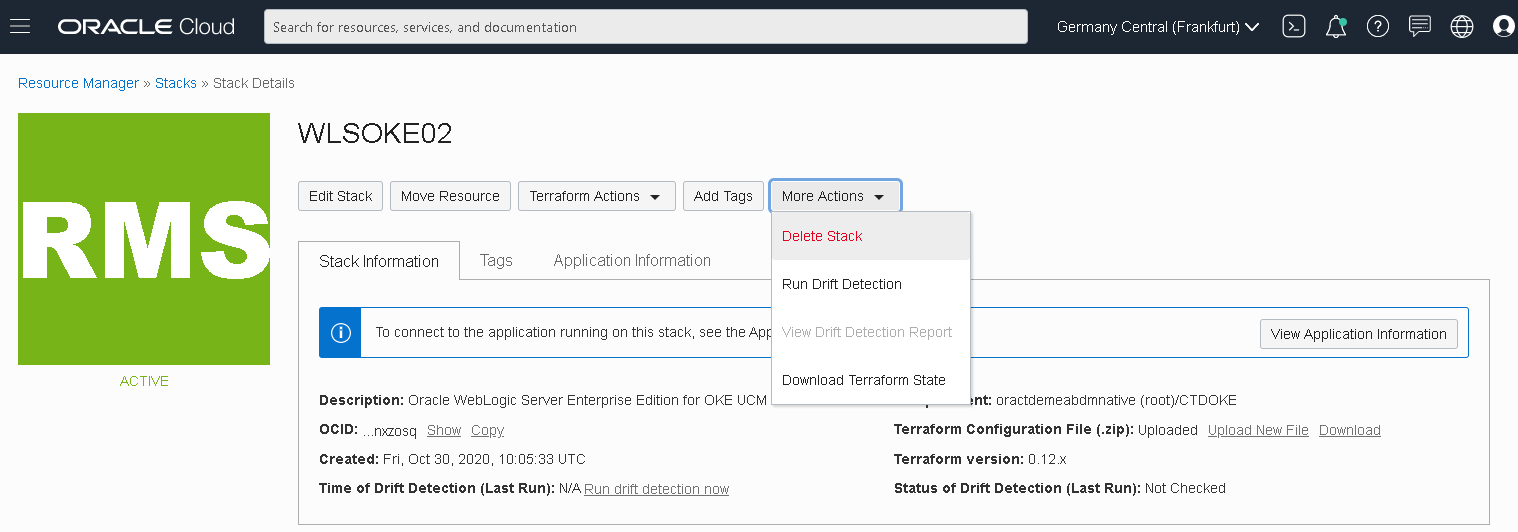 ORACLE Cloud
Search for resources, services, and documentation
Germany Central (Frankfurt)
Resource Manager » Stacks » Stack Details
RMS
ACTIVE
WLSOKE02
Edit Stack
Move Resource
Terraform Actions
Add Tags
More Actions
Delete Stack
Run Drift Detection
View Drift Detection Report
Download Terraform State
Stack Information
Tags
Application Information
To connect to the application running on this stack, see the App
View Application Information
Description: Oracle WebLogic Server Enterprise Edition for OKE UCM
OCID: ...nxzosq Show Copy
Created: Fri, Oct 30, 2020, 10:05:33 UTC
Time of Drift Detection (Last Run): N/A Run drift detection now
oractdemeabdmnative (root)/CTDOKE
Terraform Configuration File (.zip): Uploaded Upload New File Download
Terraform version: 0.12.x
Status of Drift Detection (Last Run): Not Checked